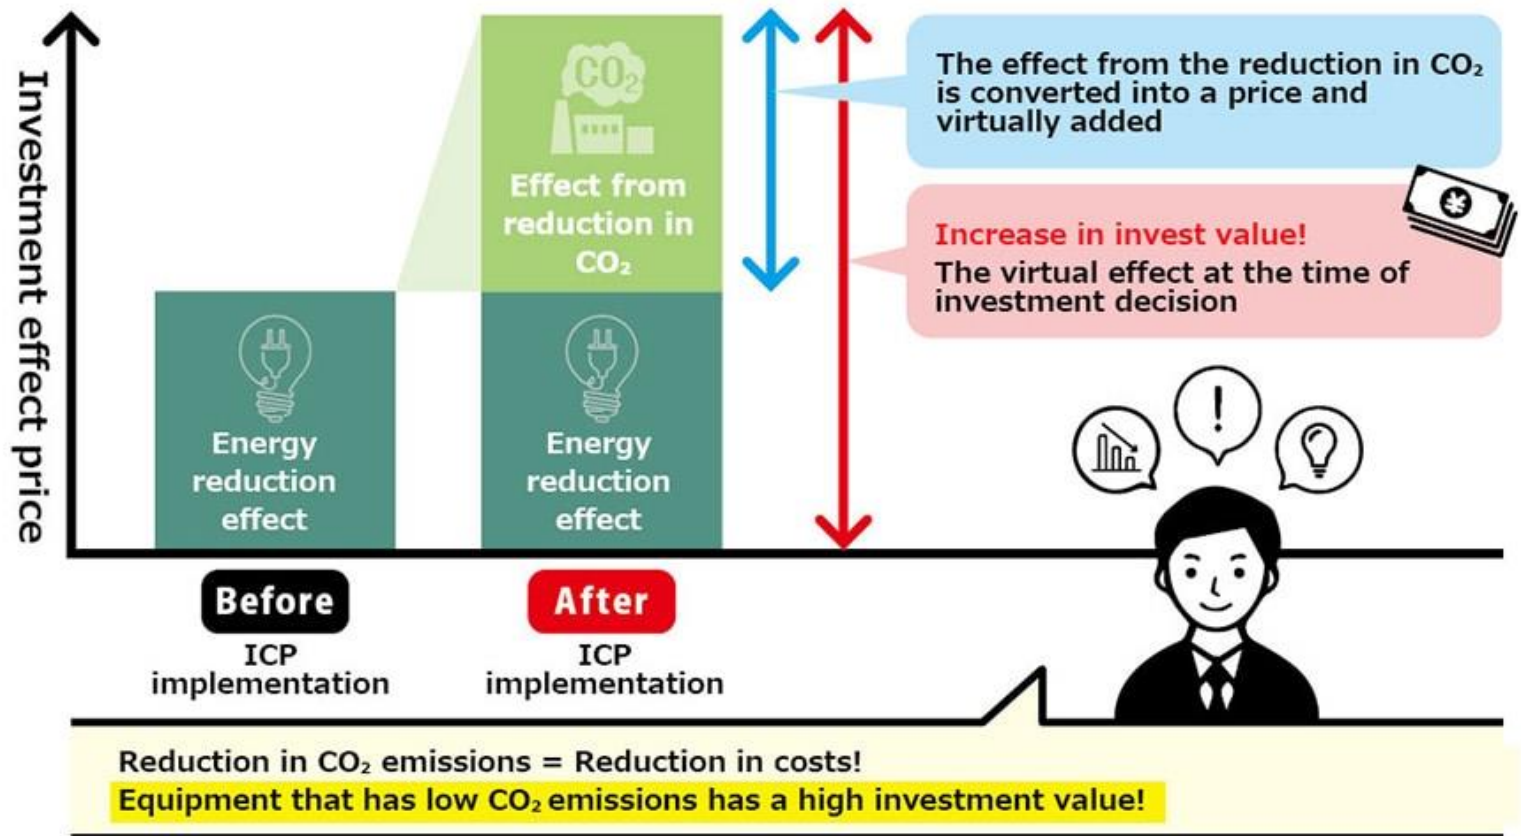 Investment effect price
CO₂
Effect from
reduction in
CO₂
Energy
reduction
effect
Energy
reduction
effect
The effect from the reduction in CO₂
is converted into a price and
virtually added
¥
Increase in invest value!
The virtual effect at the time of
investment decision
!
Before
ICP
implementation
After
ICP
implementation
Reduction in CO₂ emissions = Reduction in costs!
Equipment that has low CO₂ emissions has a high investment value!